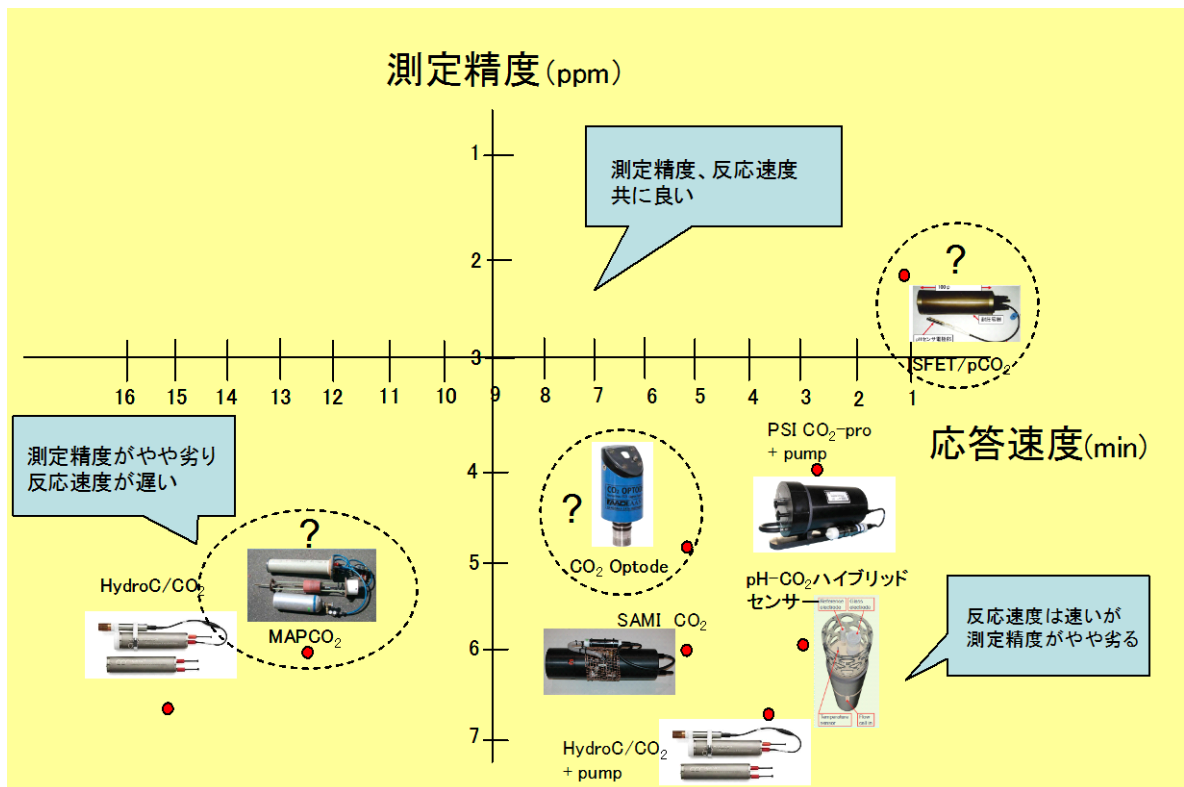 測定精度(ppm)
1
測定精度、反応速度
共に良い
2
?
3
ISFET/pCO₂
16 15 14 13 12 11 10 9 8 7 6 5 4 3 2 1
測定精度がやや劣り
反応速度が遅い
PSI CO₂-pro
+ pump
応答速度(min)
4
?
CO₂ OPTODE
?
5
CO₂ Optode
HydroC/CO₂
MAPCO₂
pH-CO₂ハイブリッド
センサー
反応速度は速いが
測定精度がやや劣る
SAMI CO₂
6
7
HydroC/CO₂
+ pump